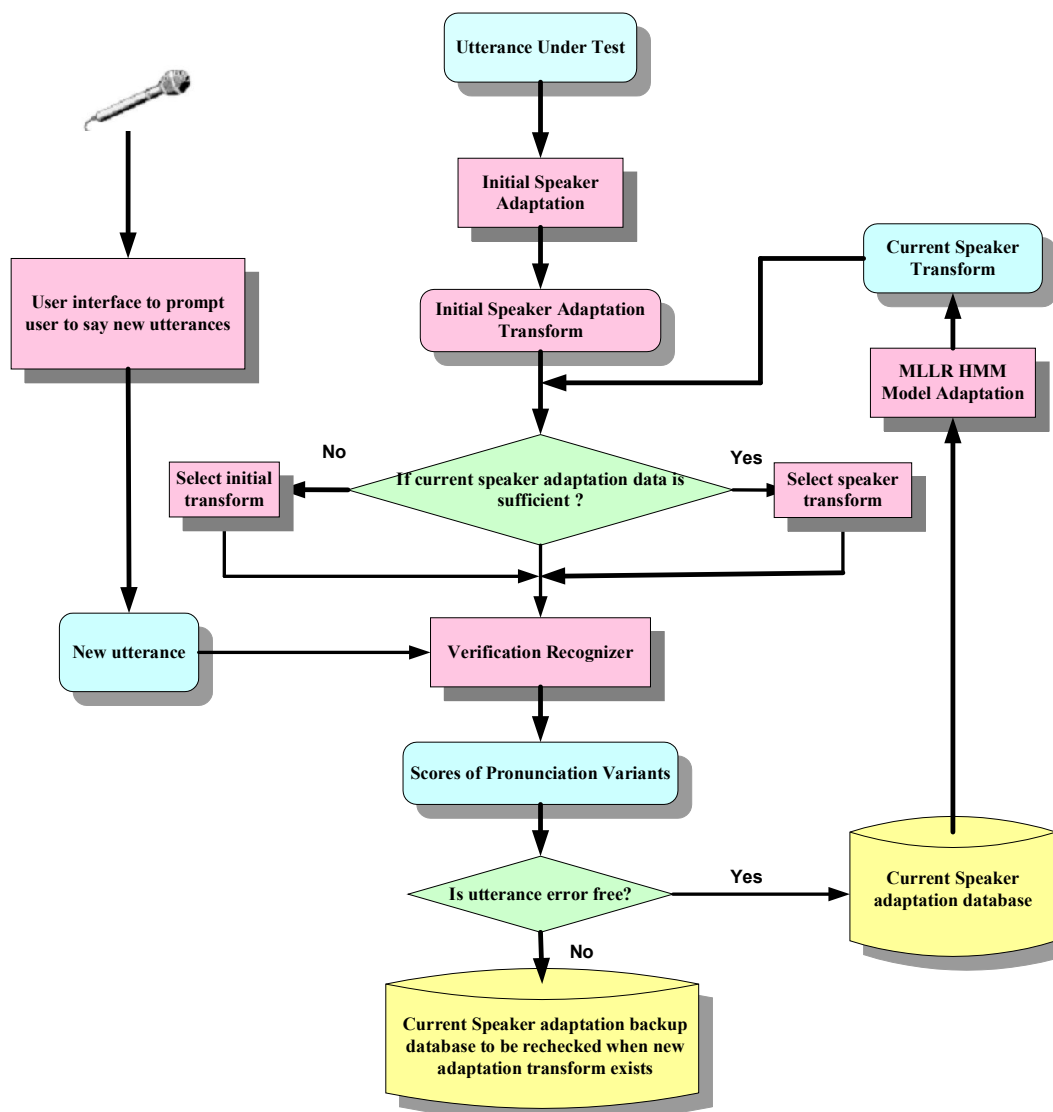 Utterance Under Test
Initial Speaker
Adaptation
Current Speaker
Transform
User interface to prompt
user to say new utterances
Initial Speaker Adaptation
Transform
MLLR HMM
Model Adaptation
No
If current speaker adaptation data is
sufficient ?
Yes
Select initial
transform
Select speaker
transform
New utterance
Verification Recognizer
Scores of Pronunciation Variants
Is utterance error free?
Yes
Current Speaker
adaptation database
No
Current Speaker adaptation backup
database to be rechecked when new
adaptation transform exists